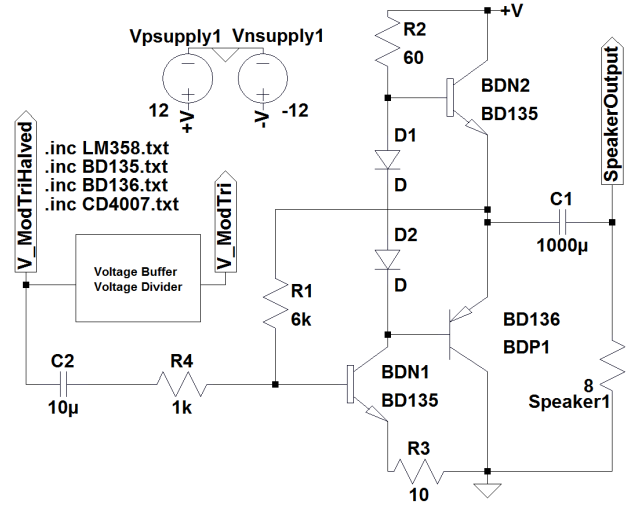 +V
R2
60
Vpsupply1
Vnsupply1
12
+V
-V
-12
BDN2
BD135
SpeakerOutput
V_ModTriHalved
.inc LM358.txt
.inc BD135.txt
.inc BD136.txt
.inc CD4007.txt
V_ModTri
D1
D
C1
1000µ
Voltage Buffer
Voltage Divider
D2
D
R1
6k
BD136
BDP1
C2
10µ
R4
1k
BDN1
BD135
8
Speaker1
R3
10